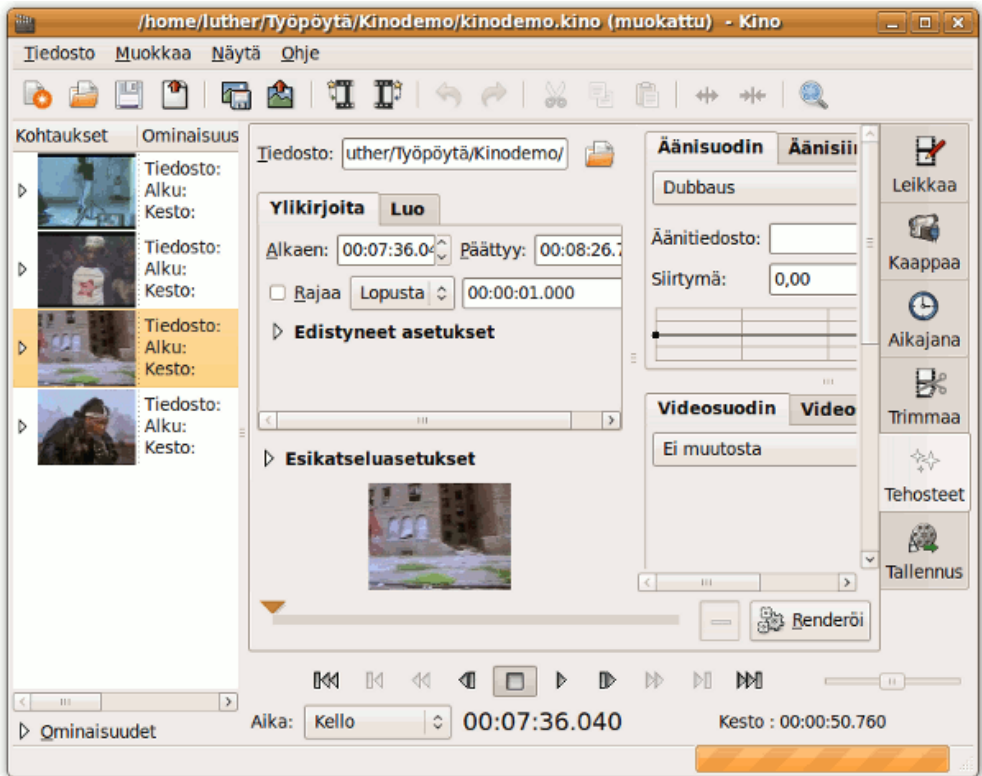 /home/luther/Työpöytä/Kinodemo/kinodemo.kino (muokattu) - Kino
Tiedosto Muokkaa Näytä Ohje
Kohtaukset Ominaisuus
Tiedosto:
Alku:
Kesto:
Tiedosto:
Alku:
Kesto:
Tiedosto:
Alku:
Kesto:
Tiedosto:
Alku:
Kesto:
Ominaisuudet
Tiedosto: uther/Työpöytä/Kinodemo/
Ylikirjoita Luo
Alkaen: 00:07:36.04 Päättyy: 00:08:26.7
Rajaa Lopusta 00:00:01.000
Edistyneet asetukset
Esikatseluasetukset
Äänisuodin Äänisiir
Dubbaus
Äänitiedosto:
Siirtymä: 0,00
Videosuodin Video
Ei muutosta
Renderöi
Leikkaa
Kaappaa
Aikajana
Trimmaa
Tehosteet
Tallennus
Aika: Kello 00:07:36.040 Kesto : 00:00:50.760